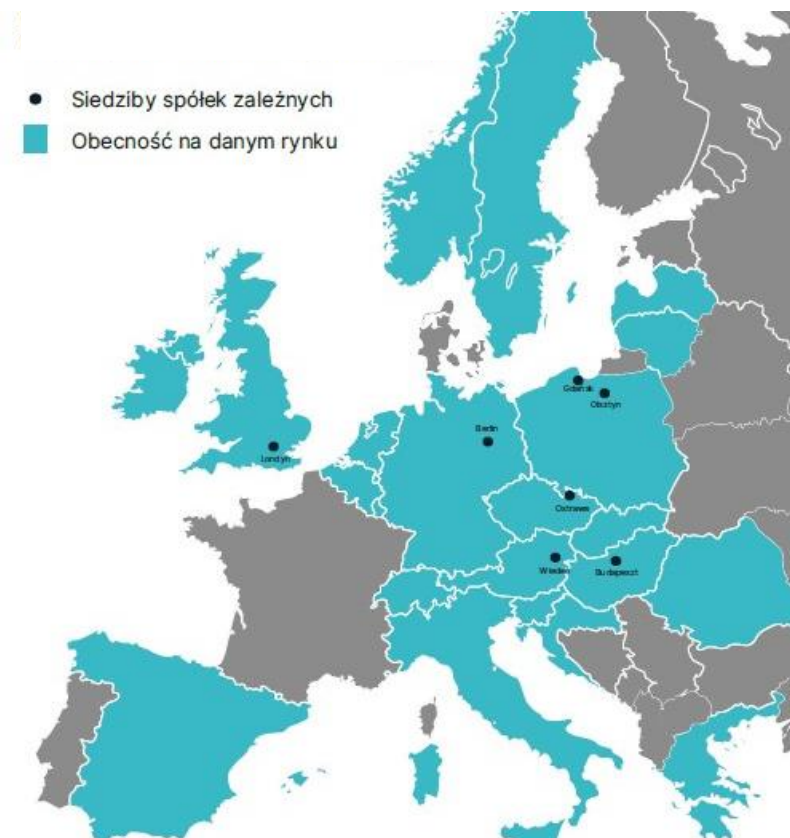 Siedziby spółek zależnych
Obecność na danym rynku
Gdańsk
Olsztyn
Berlin
Londyn
Ostrawa
Wiedeń
Budapeszt